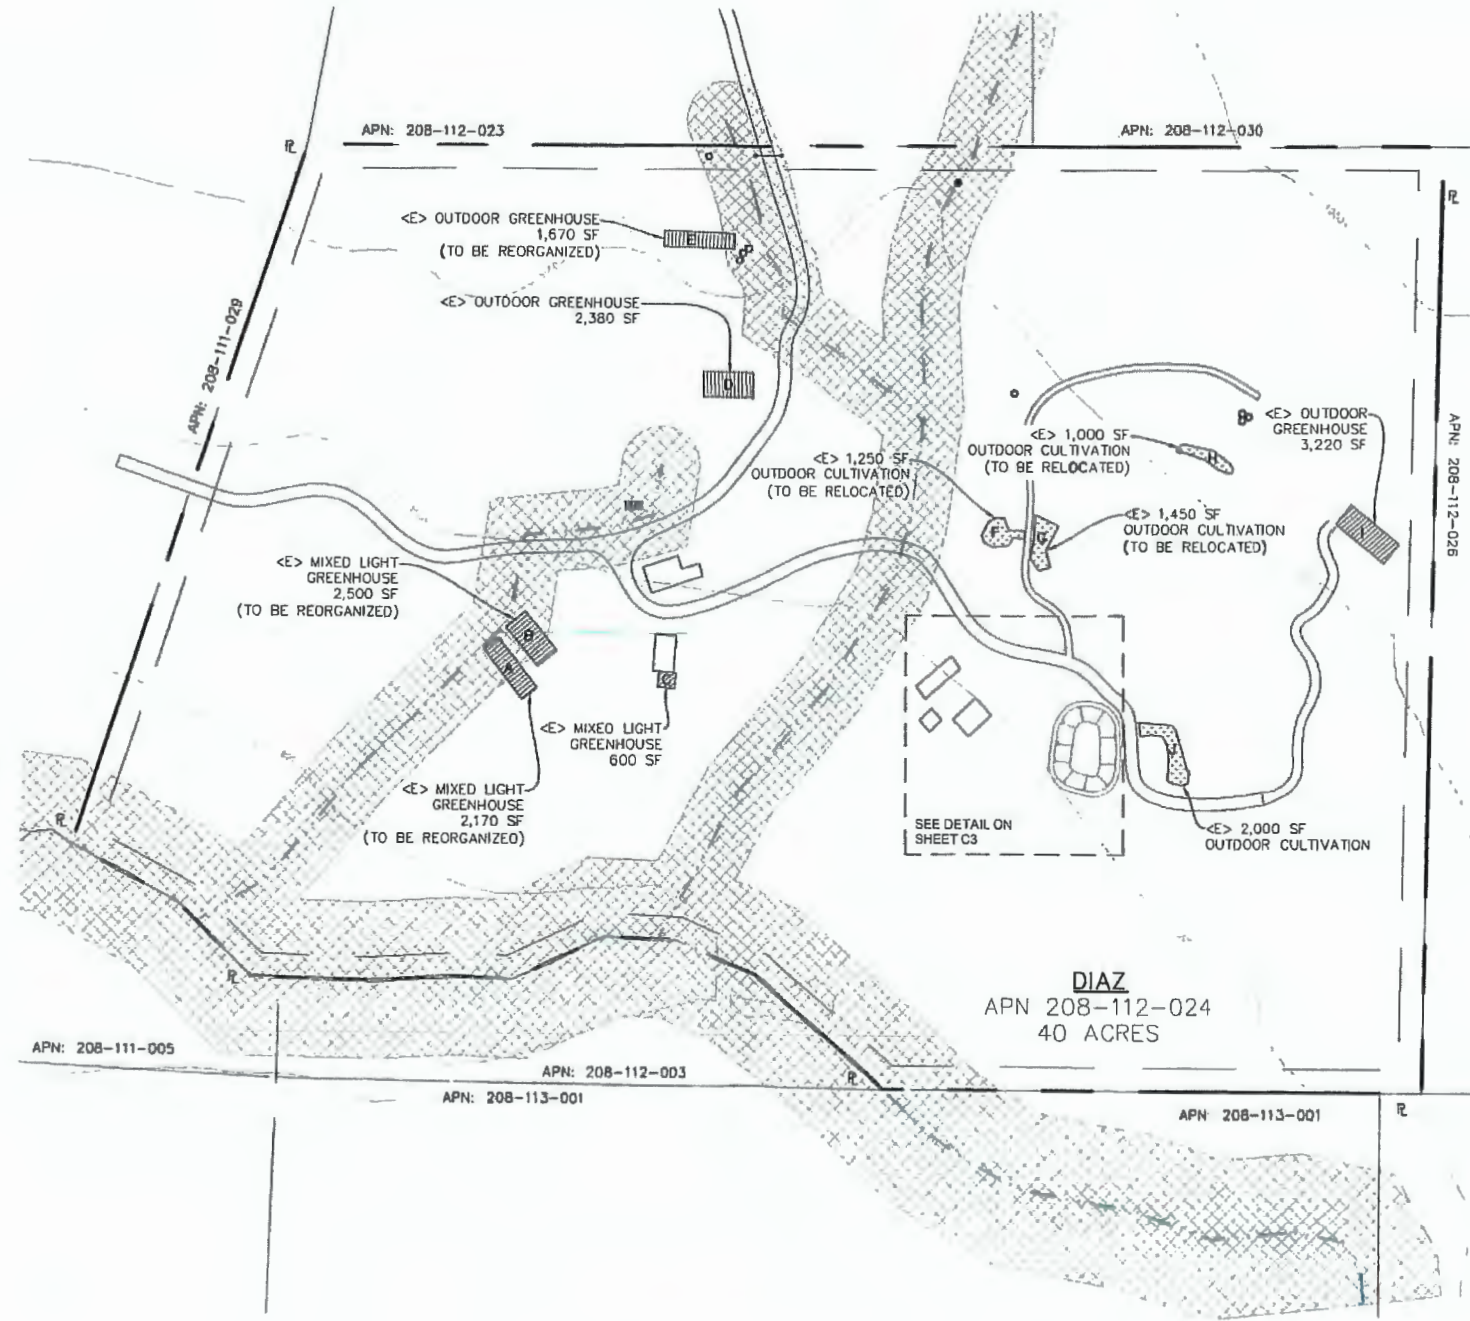 APN: 208-112-023
APN: 208-112-030
PL
PL
<E> OUTDOOR GREENHOUSE
1,670 SF
(TO BE REORGANIZED)
E
APN: 208-111-029
<E> OUTDOOR GREENHOUSE
2,380 SF
D
<E> 1,000 SF
OUTDOOR CULTIVATION
(TO BE RELOCATED)
H
<E> OUTDOOR
GREENHOUSE
3,220 SF
APN: 208-112-026
<E> 1,250 SF
OUTDOOR CULTIVATION
(TO BE RELOCATED)
F
G
<E> 1,450 SF
OUTDOOR CULTIVATION
(TO BE RELOCATED)
I
<E> MIXED LIGHT
GREENHOUSE
2,500 SF
(TO BE REORGANIZED)
B
A
C
<E> MIXED LIGHT
GREENHOUSE
600 SF
J
<E> MIXED LIGHT
GREENHOUSE
2,170 SF
(TO BE REORGANIZED)
SEE DETAIL ON
SHEET C3
<E> 2,000 SF
OUTDOOR CULTIVATION
PL
PL
DIAZ
APN 208-112-024
40 ACRES
APN: 208-111-005
APN: 208-112-003
PL
APN: 208-113-001
APN: 208-113-001
PL